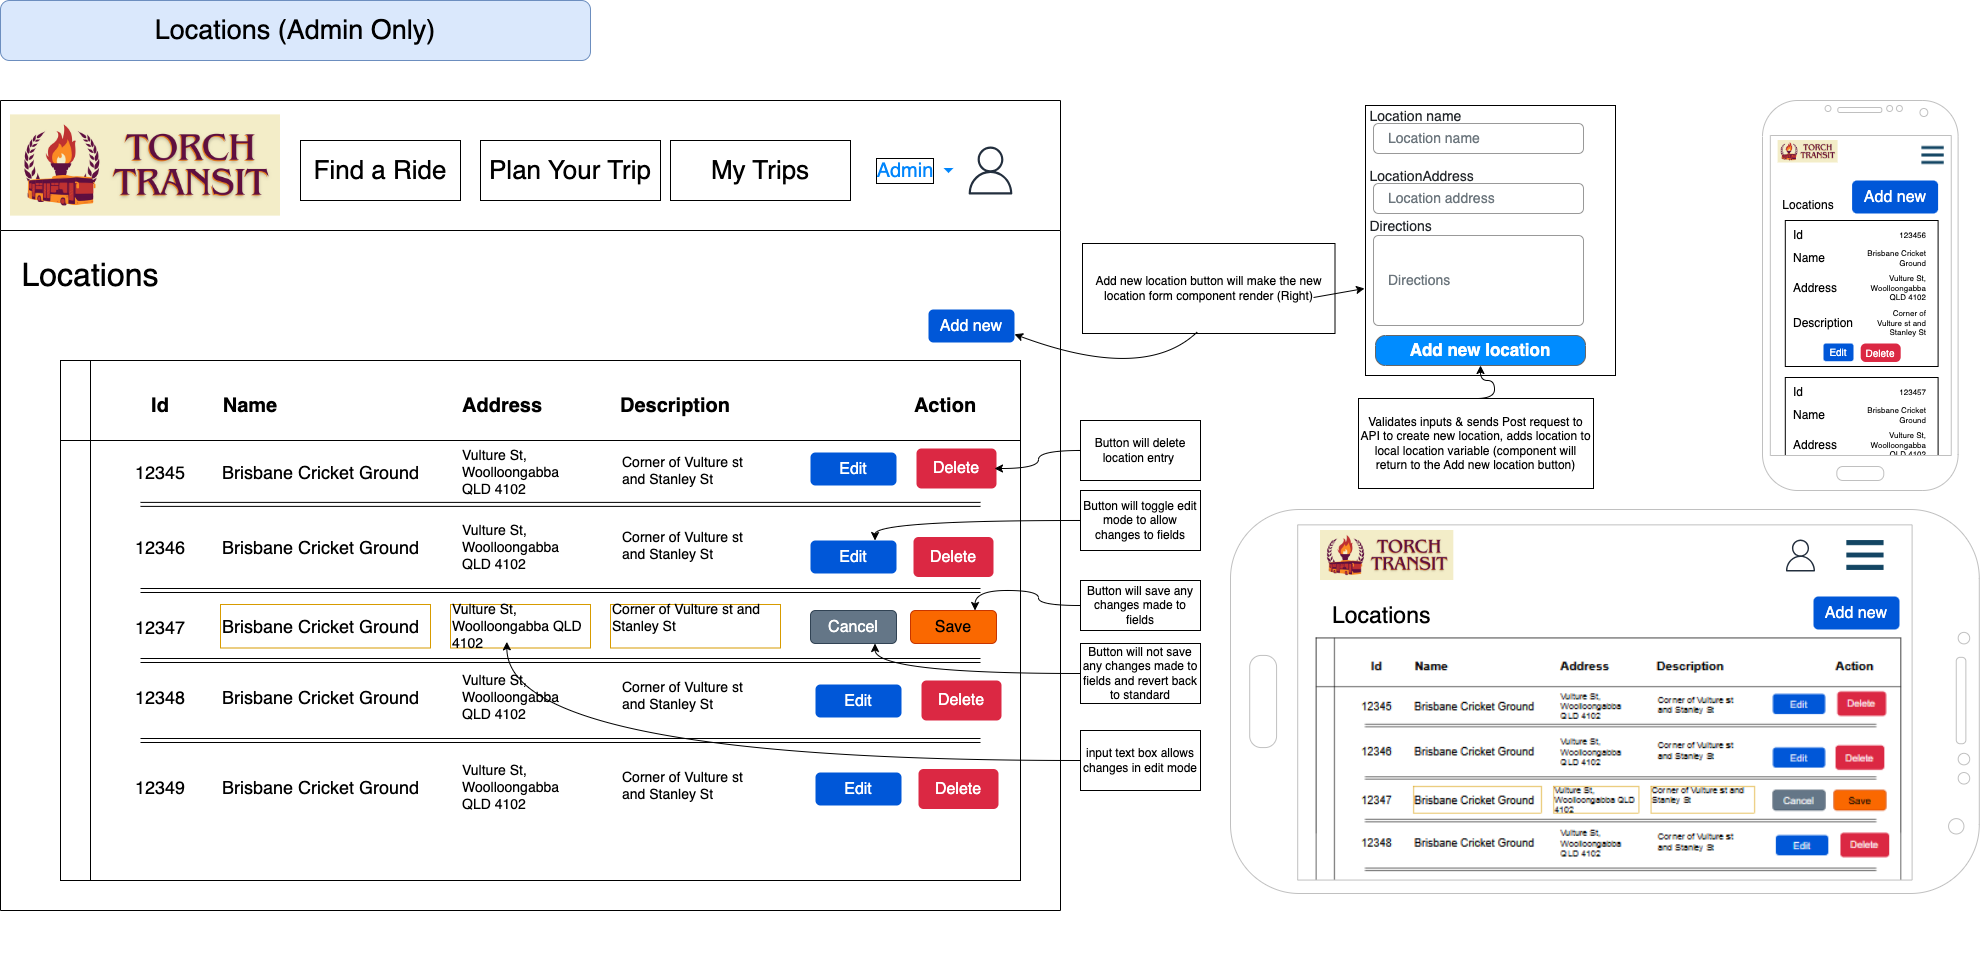 Locations (Admin Only)
TORCH
TRANSIT
Find a Ride
Plan Your Trip
My Trips
Admin
Locations
Add new
Id
Name
Address
Description
Action
12345
Brisbane Cricket Ground
Vulture St,
Woolloongabba
QLD 4102
Corner of Vulture st
and Stanley St
Edit
Delete
12346
Brisbane Cricket Ground
Vulture St,
Woolloongabba
QLD 4102
Corner of Vulture st
and Stanley St
Edit
Delete
12347
Brisbane Cricket Ground
Vulture St,
Woolloongabba QLD
4102
Corner of Vulture st and
Stanley St
Cancel
Save
12348
Brisbane Cricket Ground
Vulture St,
Woolloongabba
QLD 4102
Corner of Vulture st
and Stanley St
Edit
Delete
12349
Brisbane Cricket Ground
Vulture St,
Woolloongabba
QLD 4102
Corner of Vulture st
and Stanley St
Edit
Delete
Add new location button will make the new
location form component render (Right)
Button will delete
location entry
Button will toggle edit
mode to allow
changes to fields
Button will save any
changes made to
fields
Button will not save
any changes made to
fields and revert back
to standard
input text box allows
changes in edit mode
Location name
Location name
LocationAddress
Location address
Directions
Directions
Add new location
Validates inputs & sends Post request to
API to create new location, adds location to
local location variable (component will
return to the Add new location button)
TORCH
TRANSIT
Locations
Add new
Id
123456
Name
Brisbane Cricket
Ground
Address
Vulture St,
Woolloongabba
QLD 4102
Description
Corner of
Vulture st and
Stanley St
Edit
Delete
Id
123457
Name
Brisbane Cricket
Ground
Address
Vulture St,
Woolloongabba
QLD 4102
TORCH
TRANSIT
Locations
Add new
Id
Name
Address
Description
Action
12345
Brisbane Cricket Ground
Vulture St,
Woolloongabba
QLD 4102
Corner of Vulture st
and Stanley St
Edit
Delete
12346
Brisbane Cricket Ground
Vulture St,
Woolloongabba
QLD 4102
Corner of Vulture st
and Stanley St
Edit
Delete
12347
Brisbane Cricket Ground
Vulture St,
Woolloongabba QLD
4102
Corner of Vulture st and
Stanley St
Cancel
Save
12348
Brisbane Cricket Ground
Vulture St,
Woolloongabba
QLD 4102
Corner of Vulture st
and Stanley St
Edit
Delete